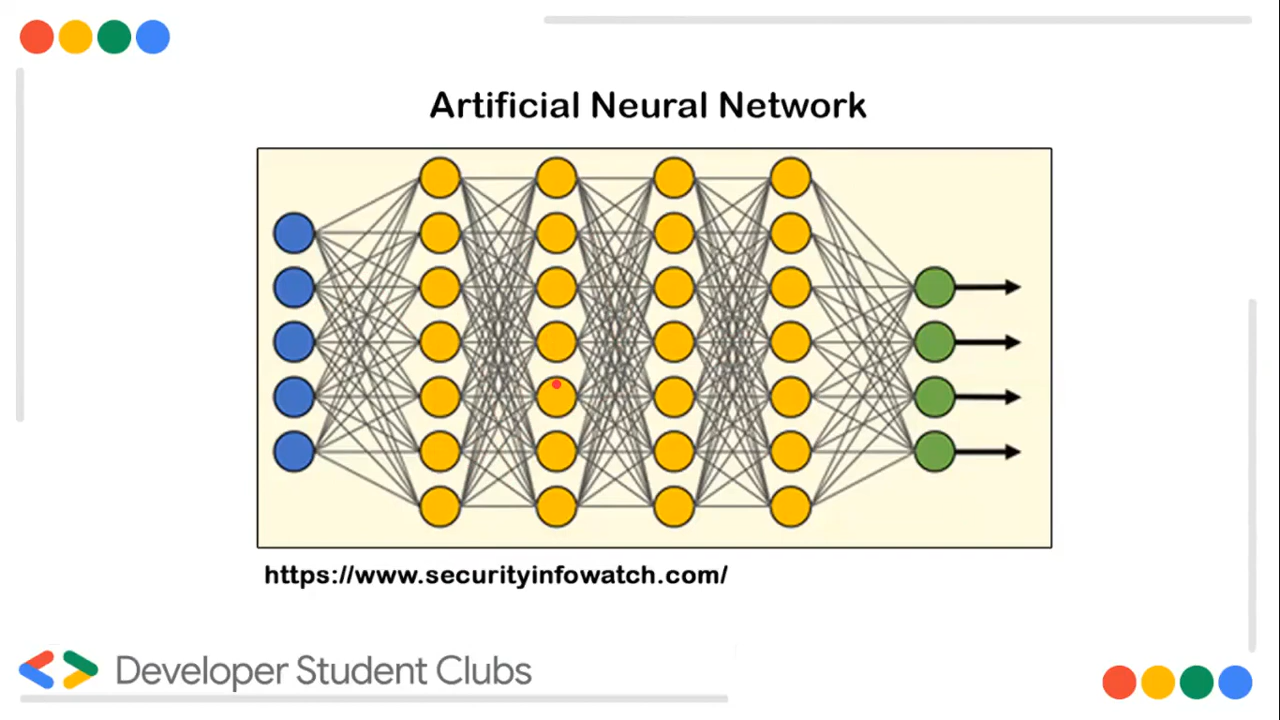 Artificial Neural Network
https://www.securityinfowatch.com/
Developer Student Clubs